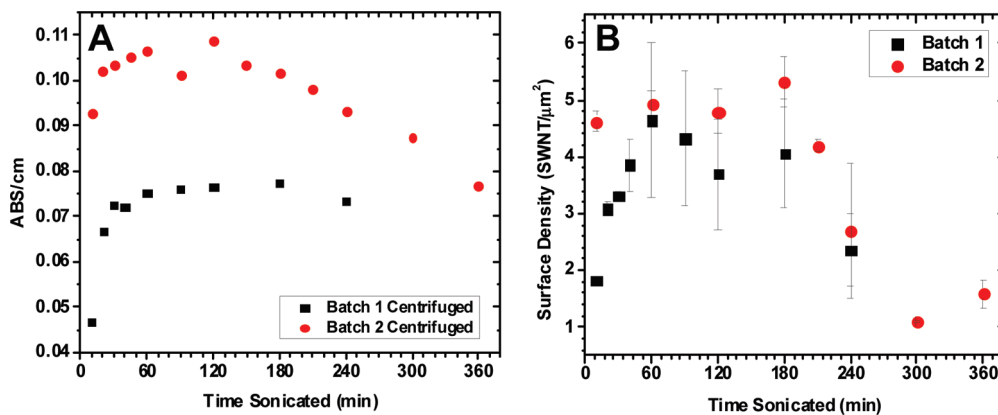 A
0.11
0.10
0.09
0.08
0.07
0.06
0.05
0.04
ABS/cm
Batch 1 Centrifuged
Batch 2 Centrifuged
0 60 120 180 240 300 360
Time Sonicated (min)
B
6
5
4
3
2
1
Surface Density (SWNT/μm²)
Batch 1
Batch 2
0 60 120 180 240 300 360
Time Sonicated (min)